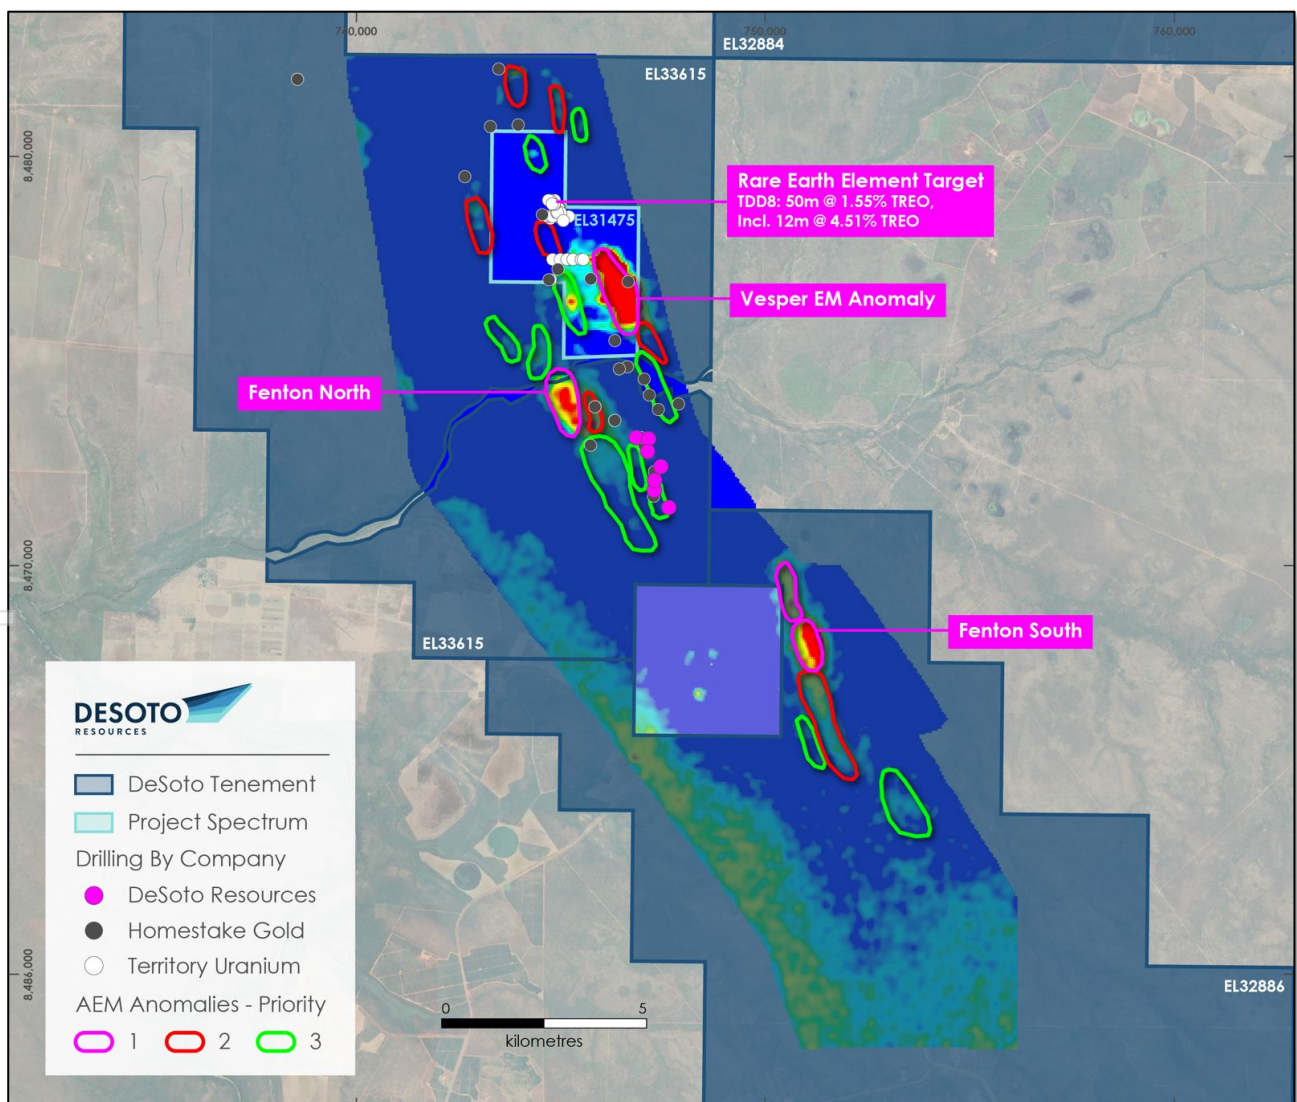 740,000
750,000
760,000
EL32884
EL33615
8,480,000
Rare Earth Element Target
TDD8: 50m @ 1.55% TREO,
Incl. 12m @ 4.51% TREO
EL31475
Vesper EM Anomaly
Fenton North
8,470,000
Fenton South
EL33615
DESOTO
RESOURCES
DeSoto Tenement
Project Spectrum
Drilling By Company
DeSoto Resources
Homestake Gold
Territory Uranium
AEM Anomalies - Priority
1 2 3
8,486,000
EL32886
0 5
kilometres